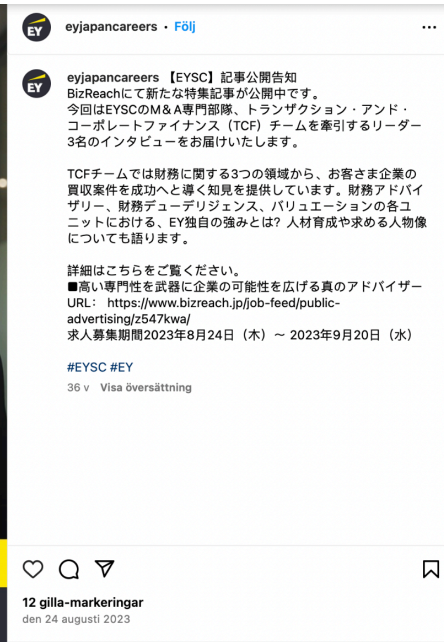 EY
eyjapancareers • Följ
EY
eyjapancareers 【EYSC】記事公開告知
BizReachにて新たな特集記事が公開中です。
今回はEYSCのM＆A専門部隊、トランザクション・アンド・
コーポレートファイナンス（TCF）チームを牽引するリーダー
3名のインタビューをお届けいたします。
TCFチームでは財務に関する3つの領域から、お客さま企業の
買収案件を成功へと導く知見を提供しています。財務アドバイ
ザリー、財務デューデリジェンス、バリュエーションの各ユ
ニットにおける、EY独自の強みとは？人材育成や求める人物像
についても語ります。
詳細はこちらをご覧ください。
■高い専門性を武器に企業の可能性を広げる真のアドバイザー
URL： https://www.bizreach.jp/job-feed/public-
advertising/z547kwa/
求人募集期間2023年8月24日（木）～ 2023年9月20日（水）
#EYSC #EY
36 v Visa översättning
12 gilla-markeringar
den 24 augusti 2023